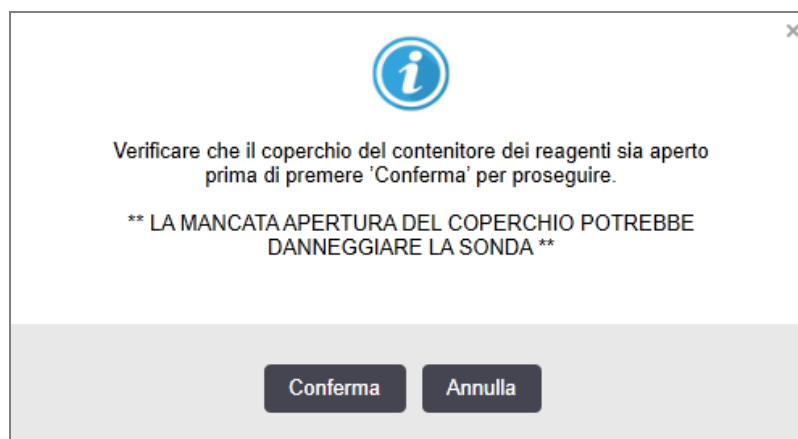 Verificare che il coperchio del contenitore dei reagenti sia aperto
prima di premere 'Conferma' per proseguire.
** LA MANCATA APERTURA DEL COPERCHIO POTREBBE
DANNEGGIARE LA SONDA **
Conferma
Annulla